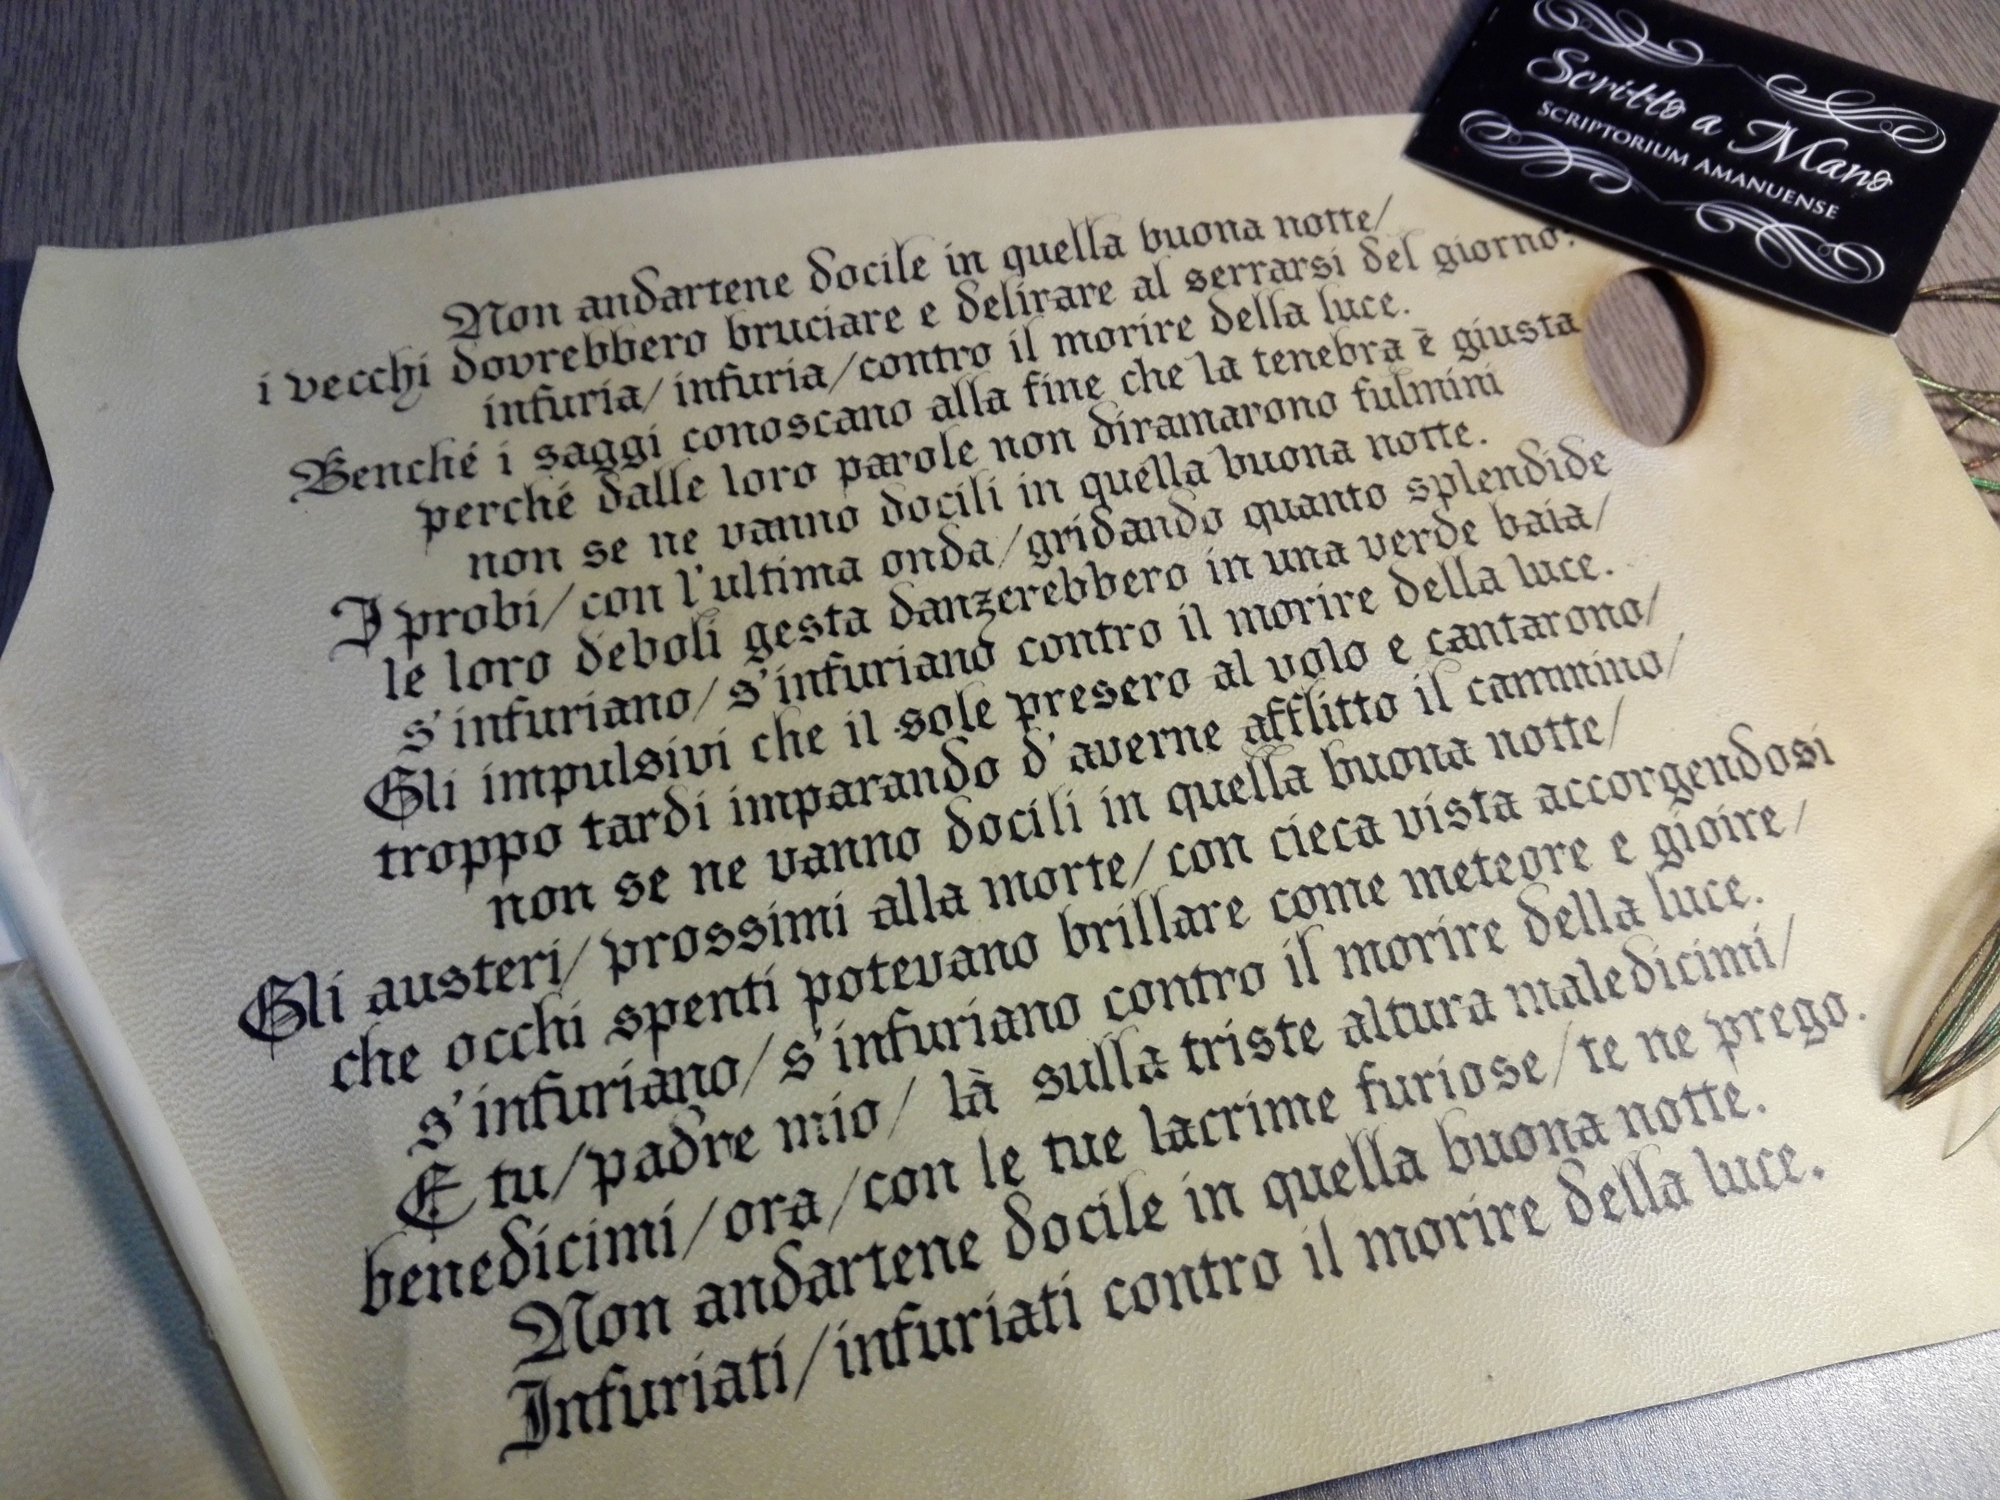 Scritto a Mano
SCRIPTORIUM AMANUENSE
Non andartene docile in quella buona notte/
i vecchi dovrebbero bruciare e delirare al serrarsi del giorno:
infuria/infuria/contro il morire della luce.
Benché i saggi conoscano alla fine che la tenebra è giusta
perché dalle loro parole non diramarono fulmini
non se ne vanno docili in quella buona notte.
I probi/con l'ultima onda/gridando quanto splendide
le loro deboli gesta danzerebbero in una verde baia/
s'infuriano/s'infuriano contro il morire della luce.
Gli impulsivi che il sole presero al volo e cantarono/
troppo tardi imparando d'averne afflitto il cammino/
non se ne vanno docili in quella buona notte/
Gli austeri/prossimi alla morte/con cieca vista accorgendosi
che occhi spenti potevano brillare come meteore e gioire/
s'infuriano/s'infuriano contro il morire della luce.
E tu/padre mio/ là sulla triste altura maledicimi/
benedicimi/ora/con le tue lacrime furiose/te ne prego.
Non andartene docile in quella buona notte.
Infuriati/infuriati contro il morire della luce.